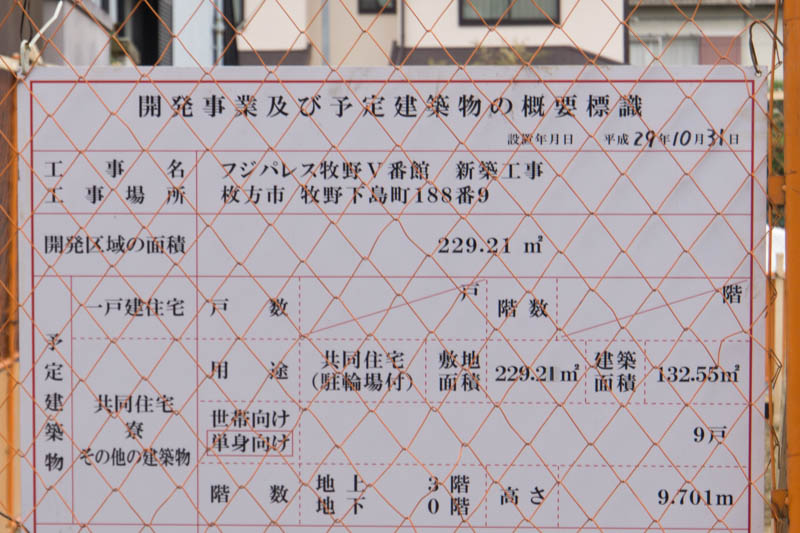 開発事業及び予定建築物の概要標識
設置年月日 平成29年10月31日
工事名 フジパレス牧野Ⅴ番館 新築工事
工事場所 枚方市 牧野下島町188番9
開発区域の面積 229.21㎡
予定建築物
一戸建住宅 戸数 戸 階数 階
共同住宅
寮
その他の建築物
用途 共同住宅(駐輪場付) 敷地面積 229.21㎡ 建築面積 132.55㎡
世帯向け
単身向け
9戸
階数 地上 3階 高さ 9.701m
地下 0階